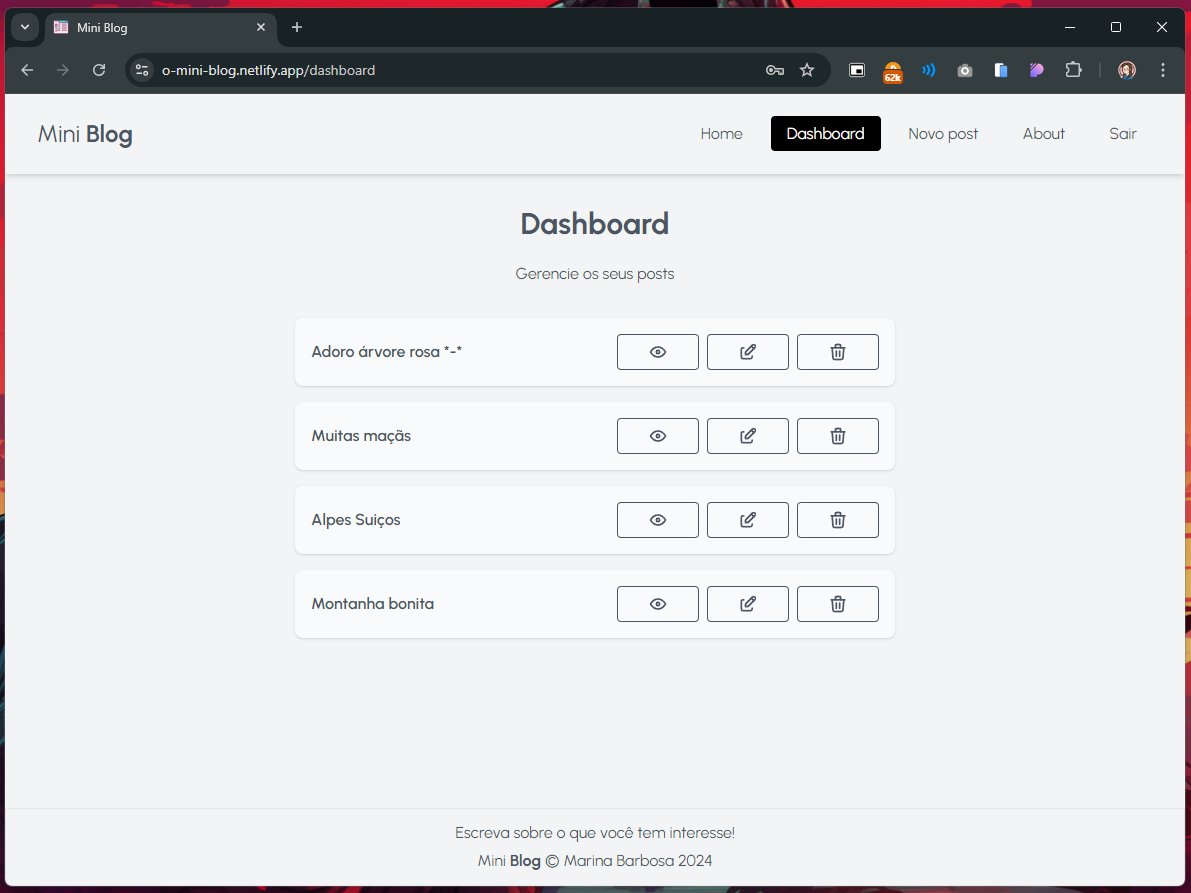 Mini Blog
o-mini-blog.netlify.app/dashboard
62k
Mini Blog
Home
Dashboard
Novo post
About
Sair
Dashboard
Gerencie os seus posts
Adoro árvore rosa *-*
Muitas maçãs
Alpes Suiços
Montanha bonita
Escreva sobre o que você tem interesse!
Mini Blog © Marina Barbosa 2024